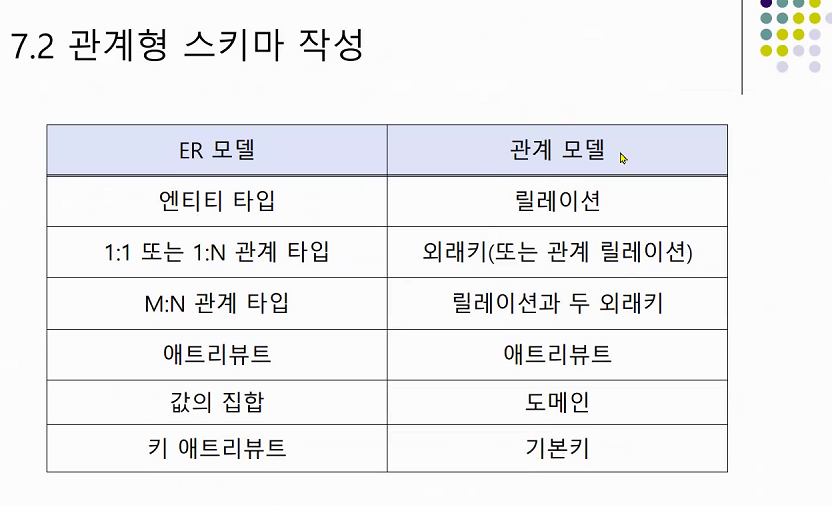 7.2 관계형 스키마 작성
ER 모델 관계 모델
엔티티 타입 릴레이션
1:1 또는 1:N 관계 타입 외래키(또는 관계 릴레이션)
M:N 관계 타입 릴레이션과 두 외래키
애트리뷰트 애트리뷰트
값의 집합 도메인
키 애트리뷰트 기본키